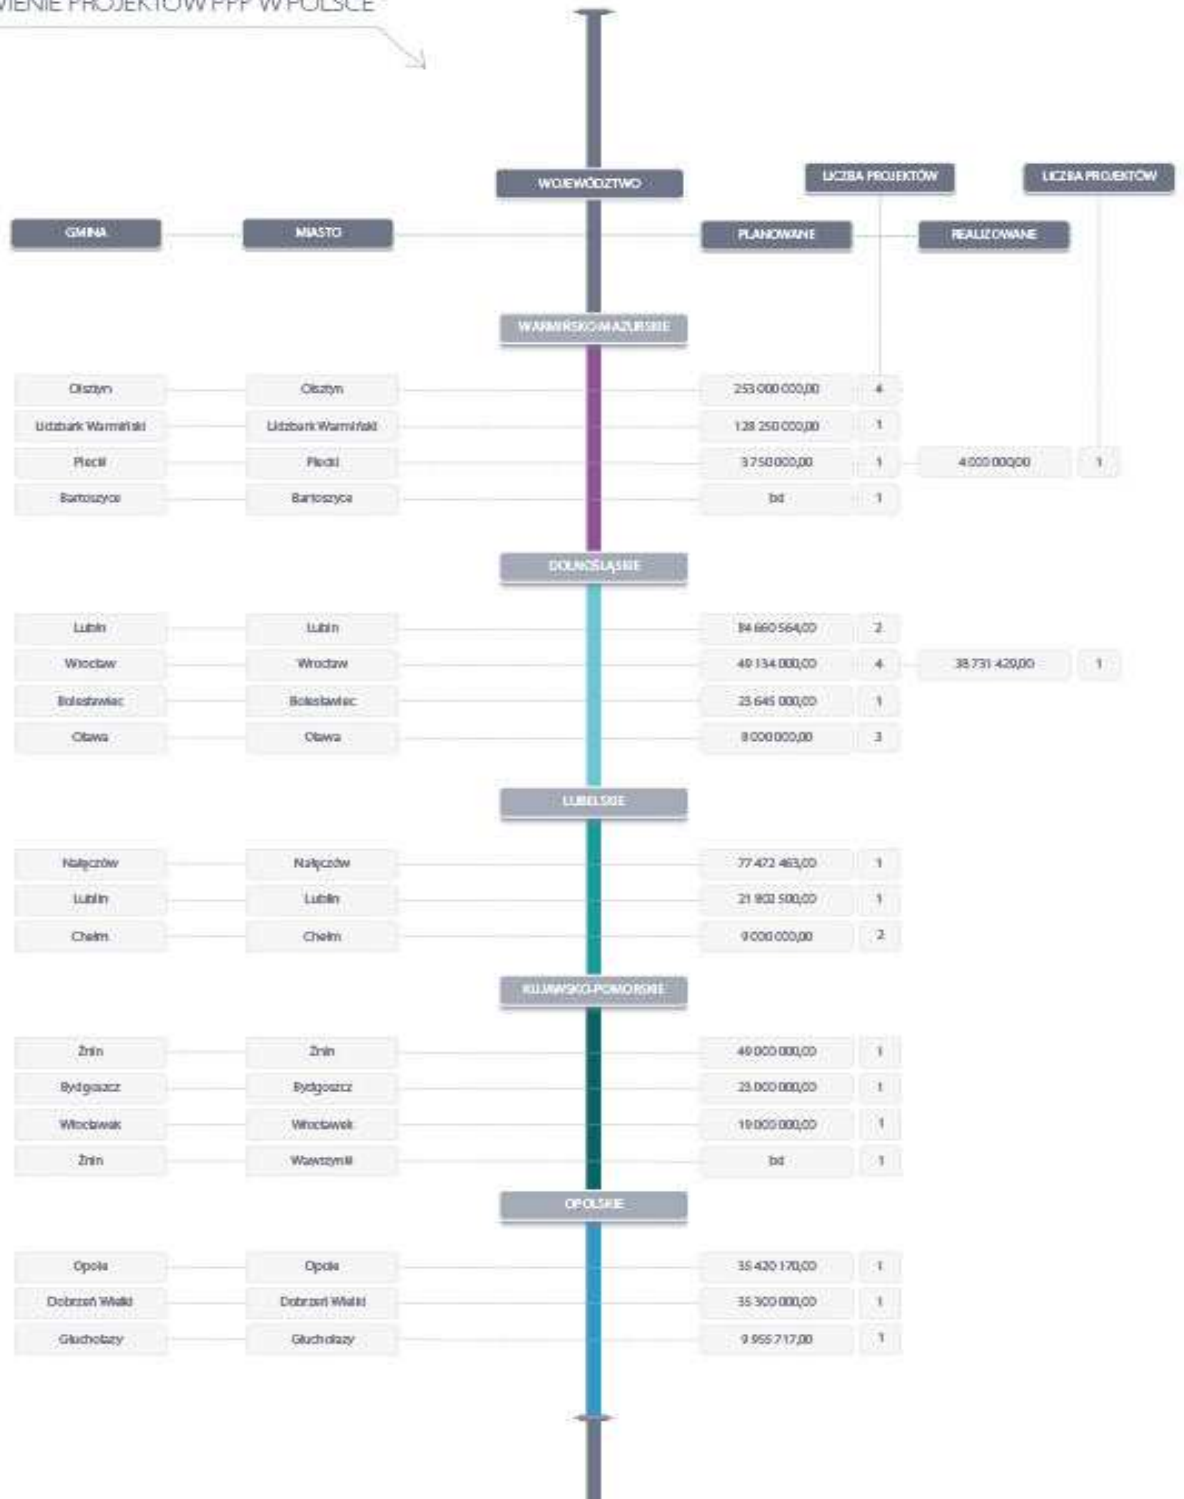 PROJEKTÓW PPP W POLSCE
WOJEWÓDZTWO LICZBA PROJEKTÓW LICZBA PROJEKTÓW
GMINA MIASTO PLANOWANE REALIZOWANE
WARMIŃSKO-MAZURSKIE
Olsztyn Olsztyn 253 000 000,00 4
Lidzbark Warmiński Lidzbark Warmiński 128 250 000,00 1
Piecki Piecki 3 750 000,00 1 4 000 000,00 1
Bartoszyce Bartoszyce bd 1
DOLNOŚLĄSKIE
Lubin Lubin 84 660 564,00 2
Wrocław Wrocław 49 134 000,00 4 38 731 429,00 1
Bolesławiec Bolesławiec 23 645 000,00 1
Oława Oława 8 000 000,00 3
LUBELSKIE
Nałęczów Nałęczów 77 472 463,00 1
Lublin Lublin 21 902 500,00 1
Chełm Chełm 9 000 000,00 2
KUJAWSKO-POMORSKIE
Żnin Żnin 49 000 000,00 1
Bydgoszcz Bydgoszcz 23 000 000,00 1
Włocławek Włocławek 19 000 000,00 1
Żnin Wawrzynki bd 1
OPOLSKIE
Opole Opole 35 420 170,00 1
Dobrzeń Wielki Dobrzeń Wielki 35 300 000,00 1
Głuchołazy Głuchołazy 9 955 717,00 1